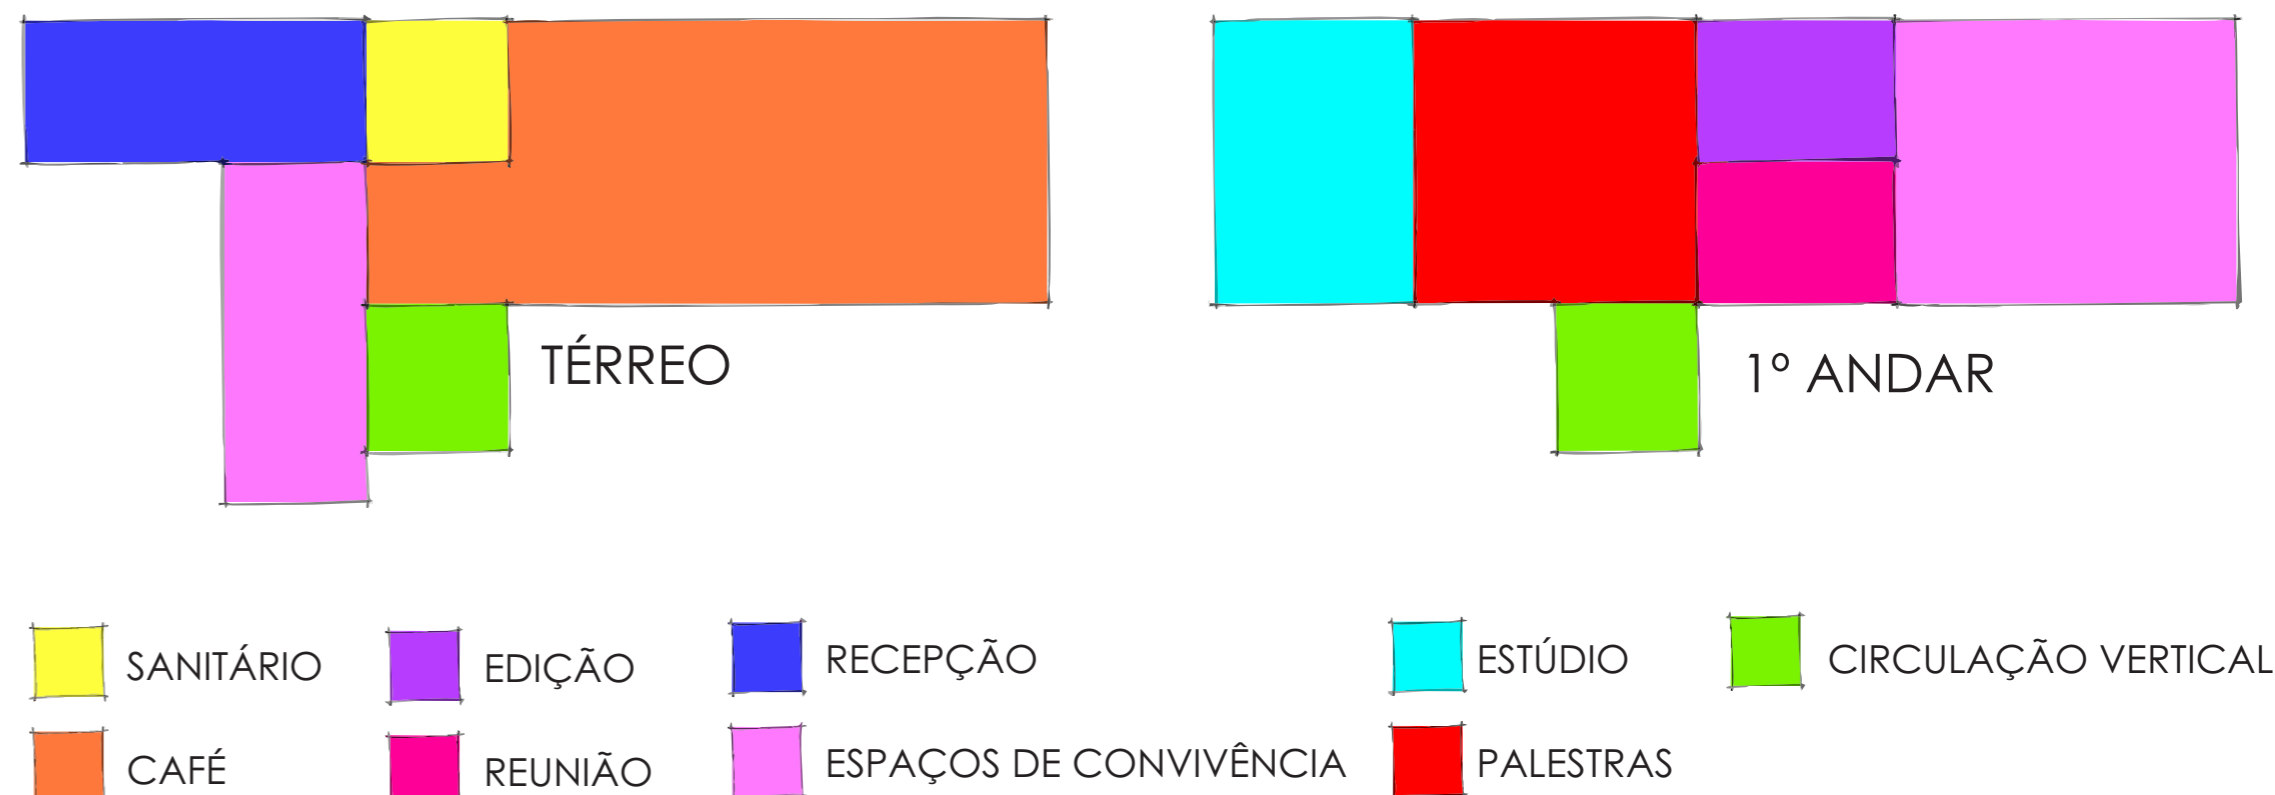 TÉRREO
1º ANDAR
SANITÁRIO
EDIÇÃO
RECEPÇÃO
ESTÚDIO
CIRCULAÇÃO VERTICAL
CAFÉ
REUNIÃO
ESPAÇOS DE CONVIVÊNCIA
PALESTRAS